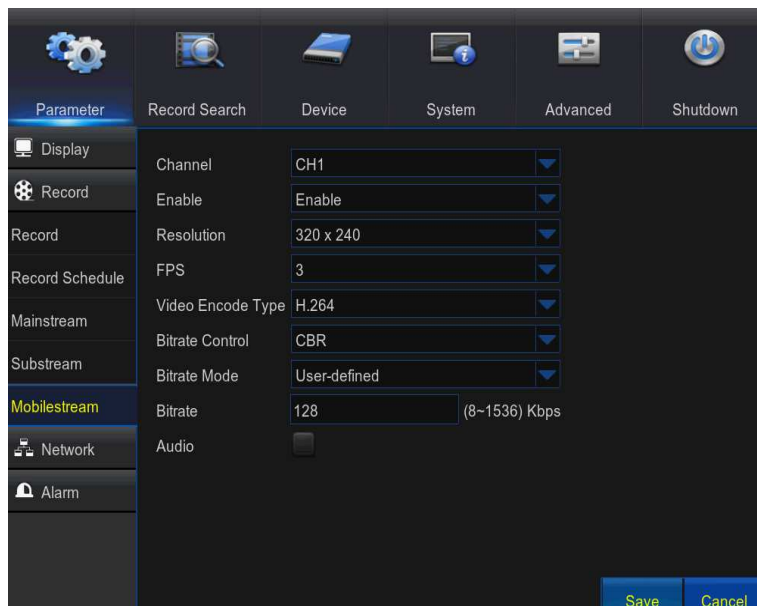 Parameter
Record Search
Device
System
Advanced
Shutdown
Display
Record
Record
Record Schedule
Mainstream
Substream
Mobilestream
Network
Alarm
Channel CH1
Enable Enable
Resolution 320 x 240
FPS 3
Video Encode Type H.264
Bitrate Control CBR
Bitrate Mode User-defined
Bitrate 128 (8~1536) Kbps
Audio
Save Cancel